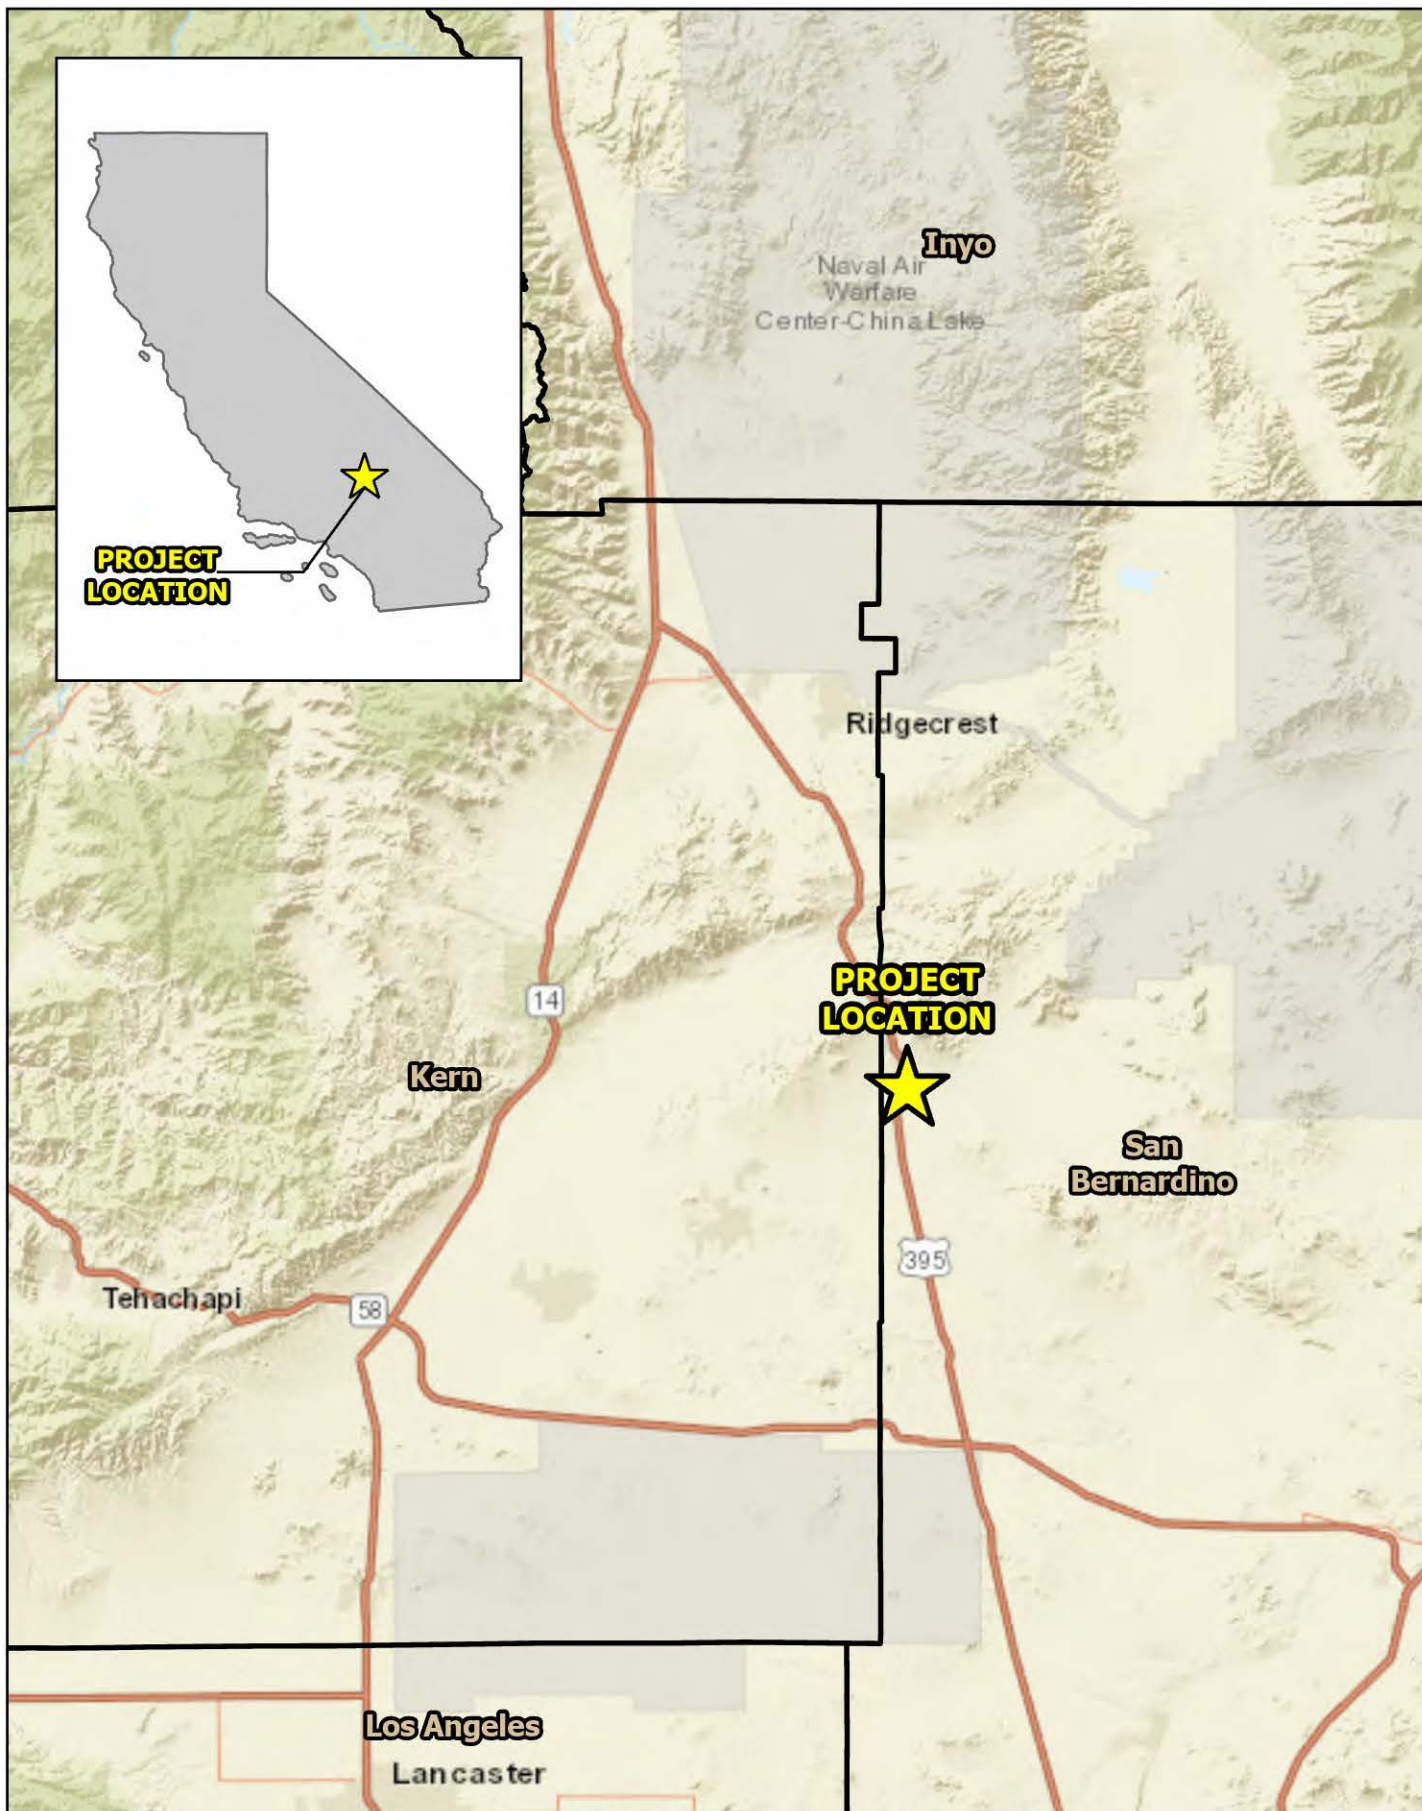 Inyo
Naval Air
Warfare
Center-China Lake
PROJECT
LOCATION
Ridgecrest
PROJECT
LOCATION
14
Kern
San
Bernardino
395
Tehachapi
58
Los Angeles
Lancaster